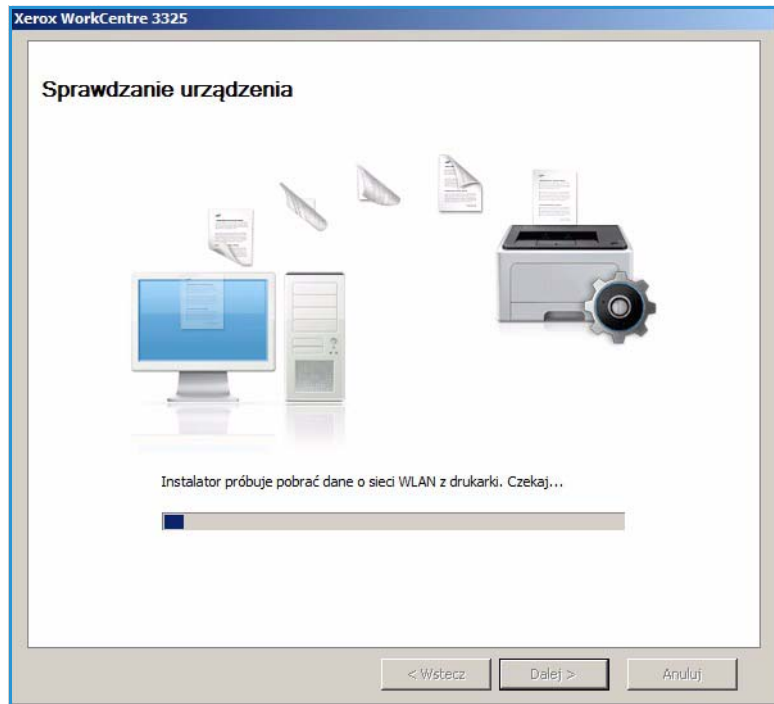 Xerox WorkCentre 3325
Sprawdzanie urządzenia
Instalator próbuje pobrać dane o sieci WLAN z drukarki. Czekaj...
< Wstecz
Dalej >
Anuluj